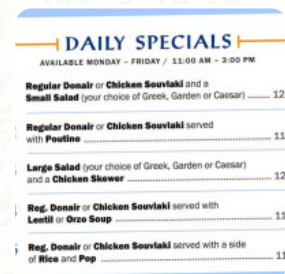 DAILY SPECIALS
AVAILABLE MONDAY – FRIDAY / 11:00 AM – 3:00 PM
Regular Donair or Chicken Souvlaki and a
Small Salad (your choice of Greek, Garden or Caesar) ........ 12
Regular Donair or Chicken Souvlaki served
with Poutine ........ 11
Large Salad (your choice of Greek, Garden or Caesar)
and a Chicken Skewer ........ 12
Reg. Donair or Chicken Souvlaki served with
Lentil or Orzo Soup ........ 11
Reg. Donair or Chicken Souvlaki served with a side
of Rice and Pop ........ 11